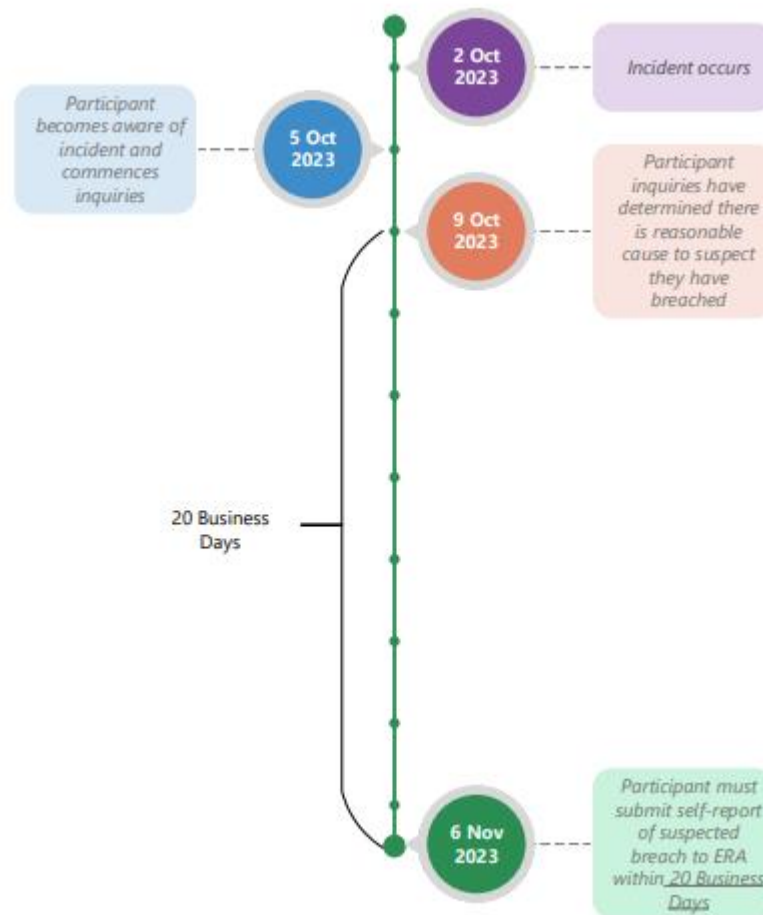 2 Oct
2023
Incident occurs
Participant
becomes aware of
incident and
commences
inquiries
5 Oct
2023
9 Oct
2023
Participant
inquiries have
determined there
is reasonable
cause to suspect
they have
breached
20 Business
Days
6 Nov
2023
Participant must
submit self-report
of suspected
breach to ERA
within 20 Business
Days